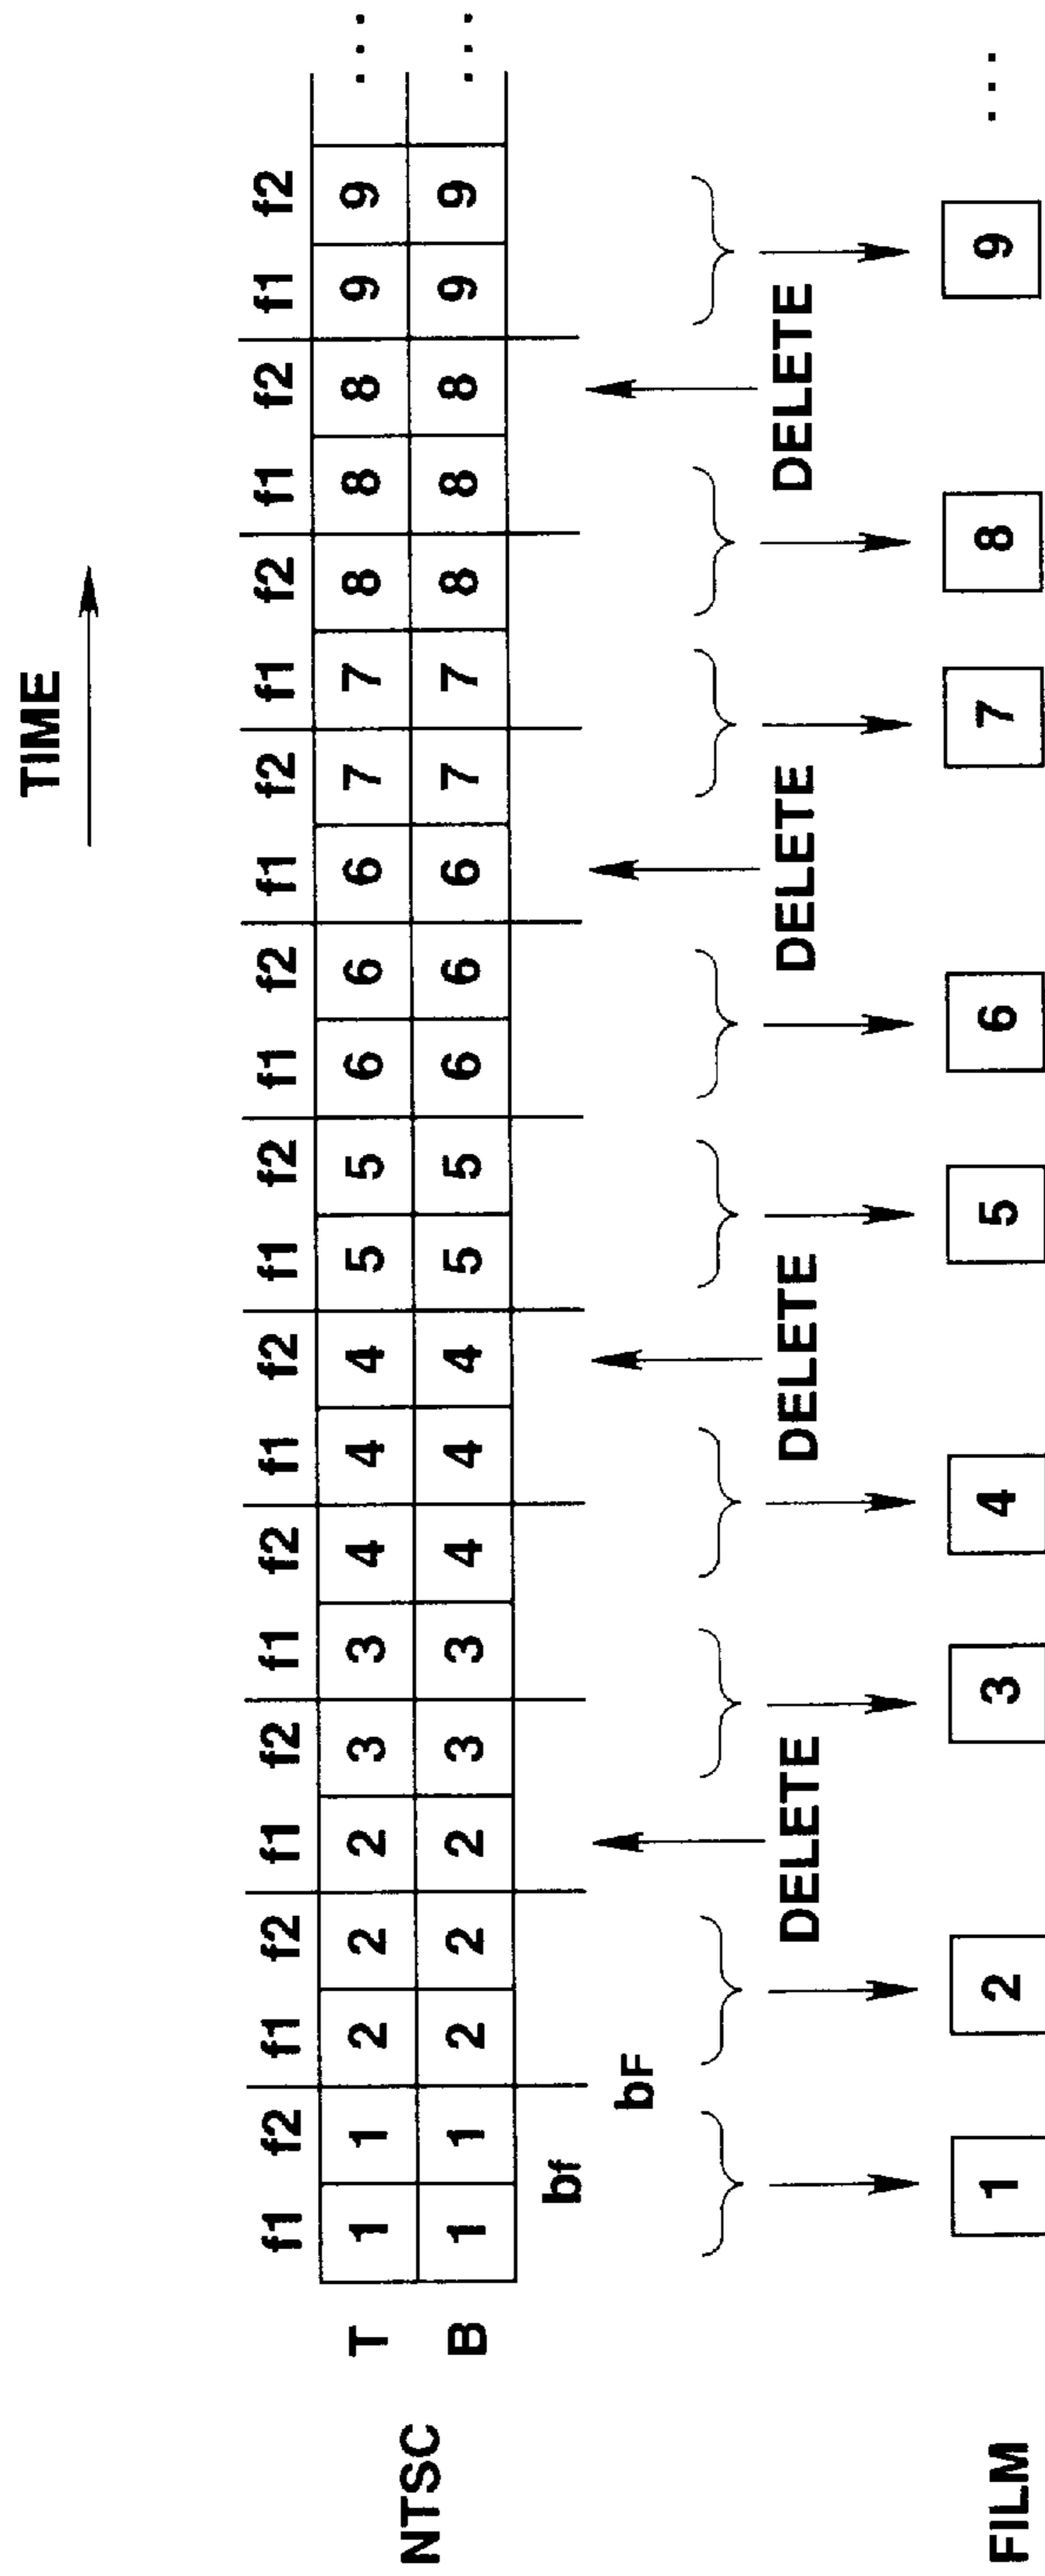 TIME
f1 f2 f1 f2 f1 f2 f1 f2 f1 f2 f1 f2 f1 f2 f1 f2 f1 f2 f1 f2 f1 f2
NTSC
T 1 1 2 2 2 3 3 4 4 4 5 5 6 6 6 7 7 8 8 8 9 9 ...
B 1 1 2 2 2 3 3 4 4 4 5 5 6 6 6 7 7 8 8 8 9 9 ...
bf
bF
DELETE DELETE DELETE DELETE
FILM 1 2 3 4 5 6 7 8 9 ...